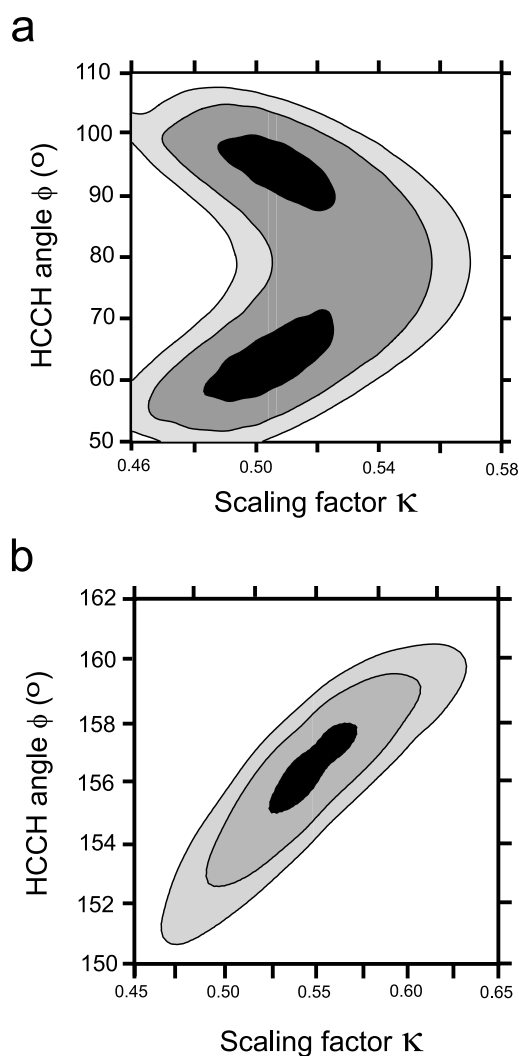 a
110
100
90
80
70
60
50
HCCH angle ϕ (º)
0.46 0.50 0.54 0.58
Scaling factor κ
b
162
160
158
156
154
152
150
HCCH angle ϕ (º)
0.45 0.50 0.55 0.60 0.65
Scaling factor κ